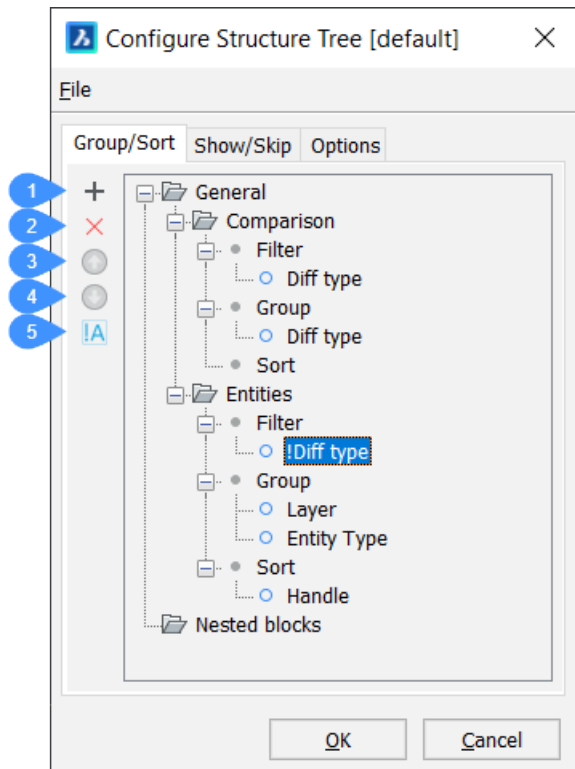 Configure Structure Tree [default]
File
Group/Sort Show/Skip Options
1
2
3
4
5 !A
General
Comparison
Filter
Diff type
Group
Diff type
Sort
Entities
Filter
!Diff type
Group
Layer
Entity Type
Sort
Handle
Nested blocks
OK Cancel